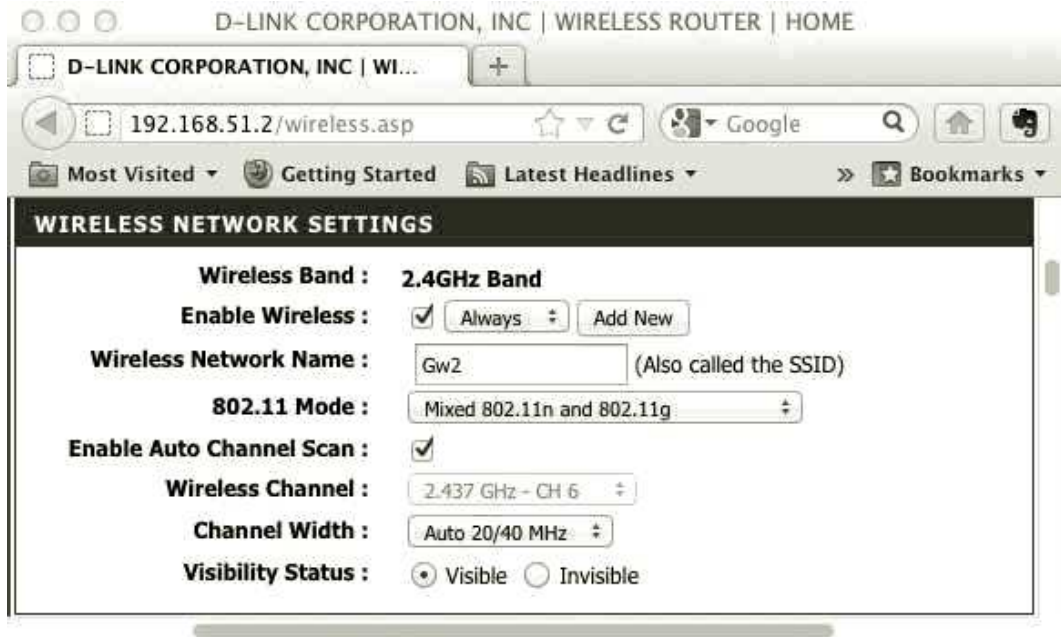 D-LINK CORPORATION, INC | WIRELESS ROUTER | HOME
D-LINK CORPORATION, INC | WI...
192.168.51.2/wireless.asp Google
Most Visited Getting Started Latest Headlines » Bookmarks
WIRELESS NETWORK SETTINGS
Wireless Band : 2.4GHz Band
Enable Wireless : Always Add New
Wireless Network Name : Gw2 (Also called the SSID)
802.11 Mode : Mixed 802.11n and 802.11g
Enable Auto Channel Scan :
Wireless Channel : 2.437 GHz - CH 6
Channel Width : Auto 20/40 MHz
Visibility Status : Visible Invisible